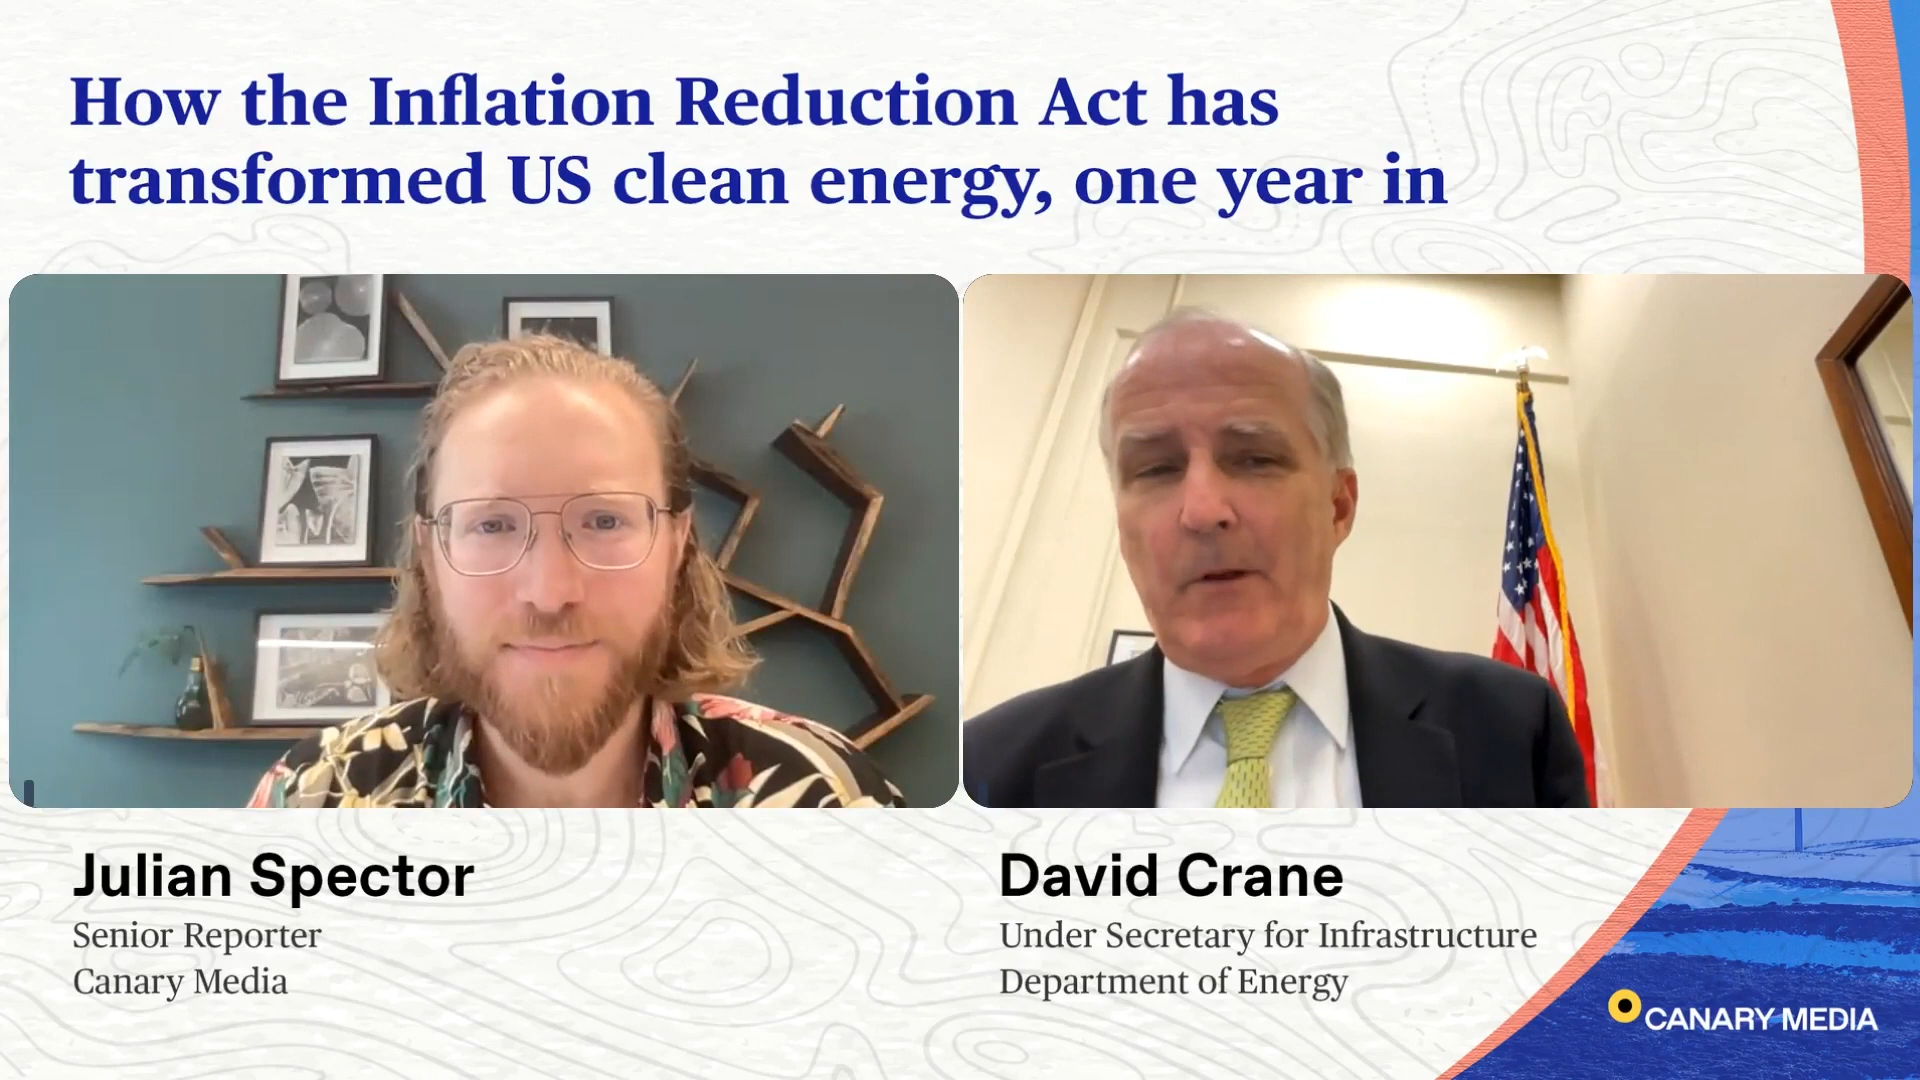 How the Inflation Reduction Act has
transformed US clean energy, one year in
Julian Spector
Senior Reporter
Canary Media
David Crane
Under Secretary for Infrastructure
Department of Energy
CANARY MEDIA